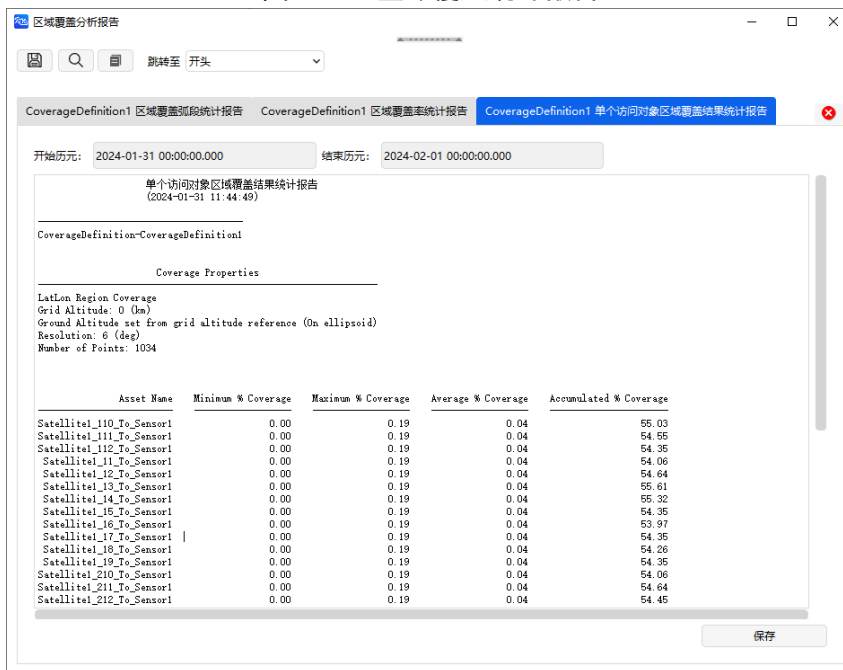 区域覆盖分析报告
跳转至 开头
CoverageDefinition1 区域覆盖弧段统计报告 CoverageDefinition1 区域覆盖率统计报告 CoverageDefinition1 单个访问对象区域覆盖结果统计报告
开始历元: 2024-01-31 00:00:00.000 结束历元: 2024-02-01 00:00:00.000
单个访问对象区域覆盖结果统计报告
(2024-01-31 11:44:49)
CoverageDefinition-CoverageDefinition1
Coverage Properties
LatLon Region Coverage
Grid Altitude: 0 (km)
Ground Altitude set from grid altitude reference (On ellipsoid)
Resolution: 6 (deg)
Number of Points: 1034
Asset Name Minimum % Coverage Maximum % Coverage Average % Coverage Accumulated % Coverage
Satellite1_110_To_Sensor1 0.00 0.19 0.04 55.03
Satellite1_111_To_Sensor1 0.00 0.19 0.04 54.55
Satellite1_112_To_Sensor1 0.00 0.19 0.04 54.35
Satellite1_11_To_Sensor1 0.00 0.19 0.04 54.06
Satellite1_12_To_Sensor1 0.00 0.19 0.04 54.64
Satellite1_13_To_Sensor1 0.00 0.19 0.04 55.61
Satellite1_14_To_Sensor1 0.00 0.19 0.04 55.32
Satellite1_15_To_Sensor1 0.00 0.19 0.04 54.35
Satellite1_16_To_Sensor1 0.00 0.19 0.04 53.97
Satellite1_17_To_Sensor1 0.00 0.19 0.04 54.35
Satellite1_18_To_Sensor1 0.00 0.19 0.04 54.26
Satellite1_19_To_Sensor1 0.00 0.19 0.04 54.35
Satellite1_210_To_Sensor1 0.00 0.19 0.04 54.06
Satellite1_211_To_Sensor1 0.00 0.19 0.04 54.64
Satellite1_212_To_Sensor1 0.00 0.19 0.04 54.45
保存